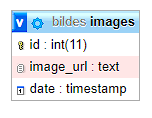 v bildes images
id : int(11)
image_url : text
date : timestamp